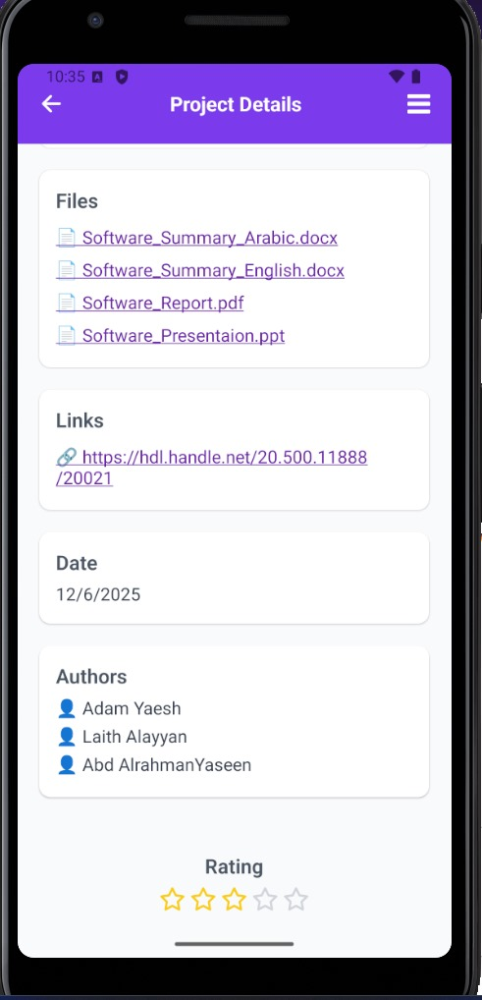 10:35
Project Details
Files
Software_Summary_Arabic.docx
Software_Summary_English.docx
Software_Report.pdf
Software_Presentaion.ppt
Links
https://hdl.handle.net/20.500.11888
/20021
Date
12/6/2025
Authors
Adam Yaesh
Laith Alayyan
Abd AlrahmanYaseen
Rating